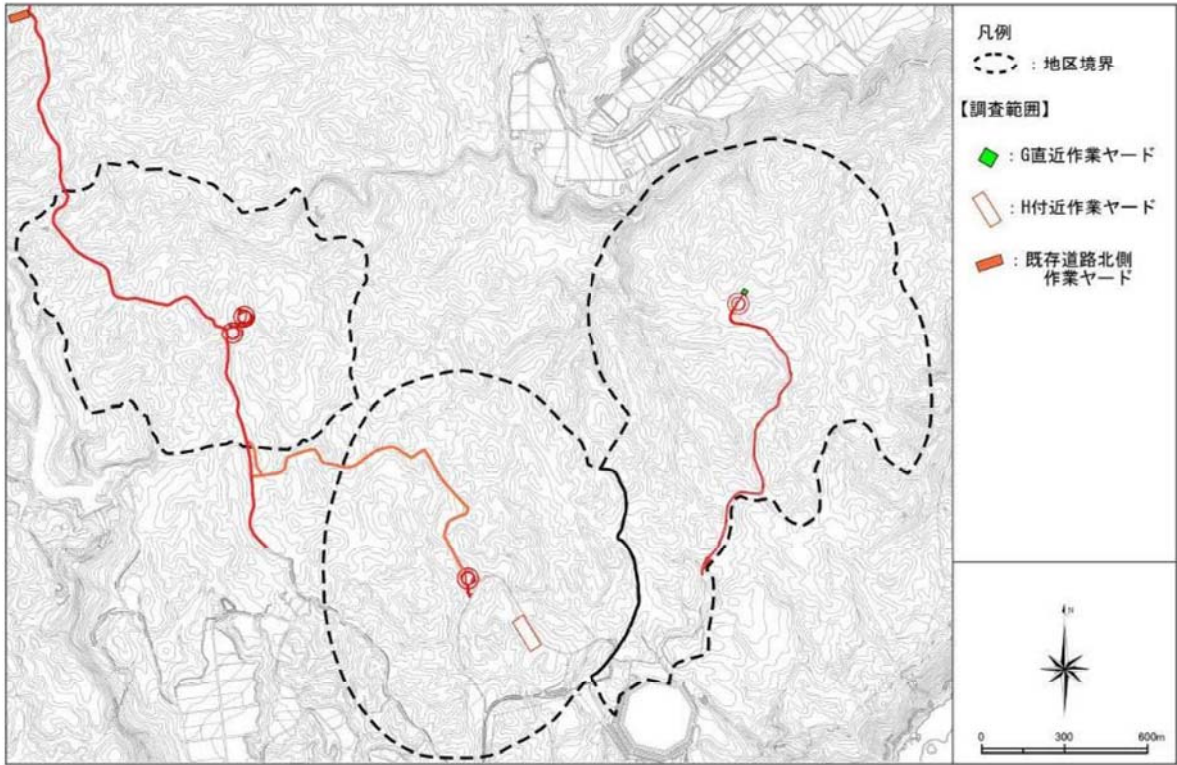 凡例
：地区境界
【調査範囲】
：G直近作業ヤード
：H付近作業ヤード
：既存道路北側
作業ヤード
N
0 300 600m